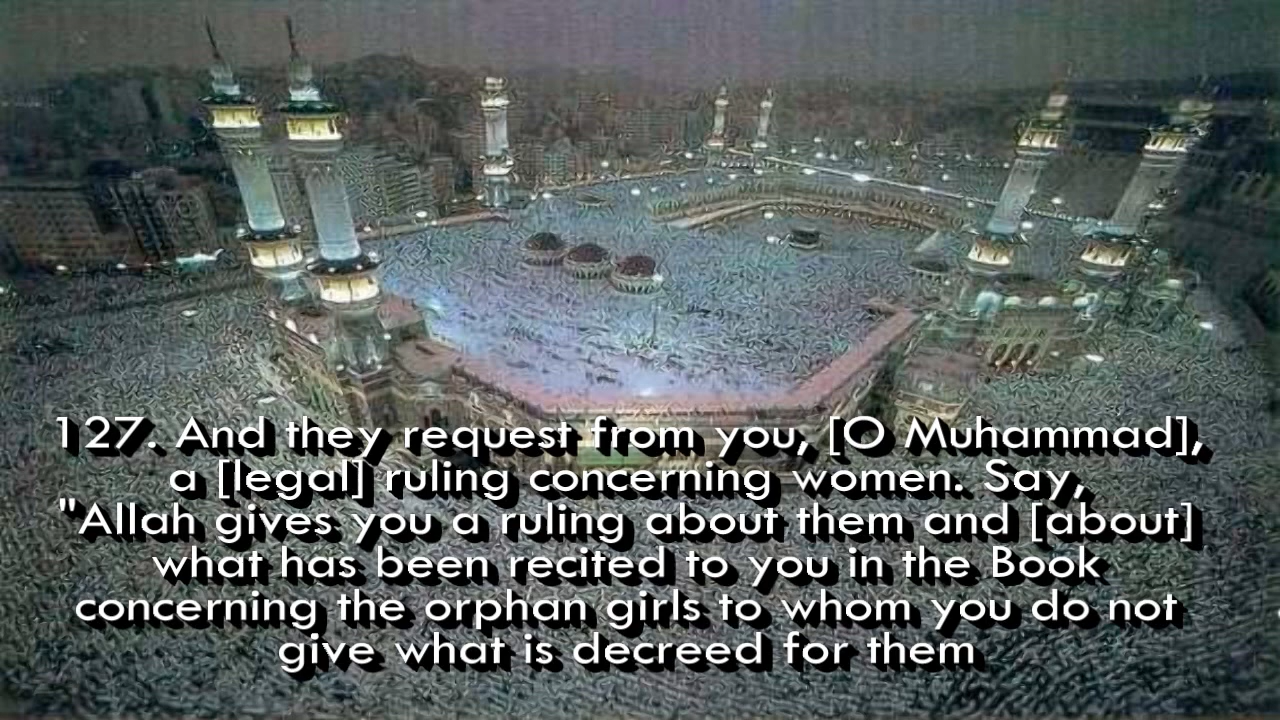 127. And they request from you, [O Muhammad],
a [legal] ruling concerning women. Say,
"Allah gives you a ruling about them and [about]
what has been recited to you in the Book
concerning the orphan girls to whom you do not
give what is decreed for them